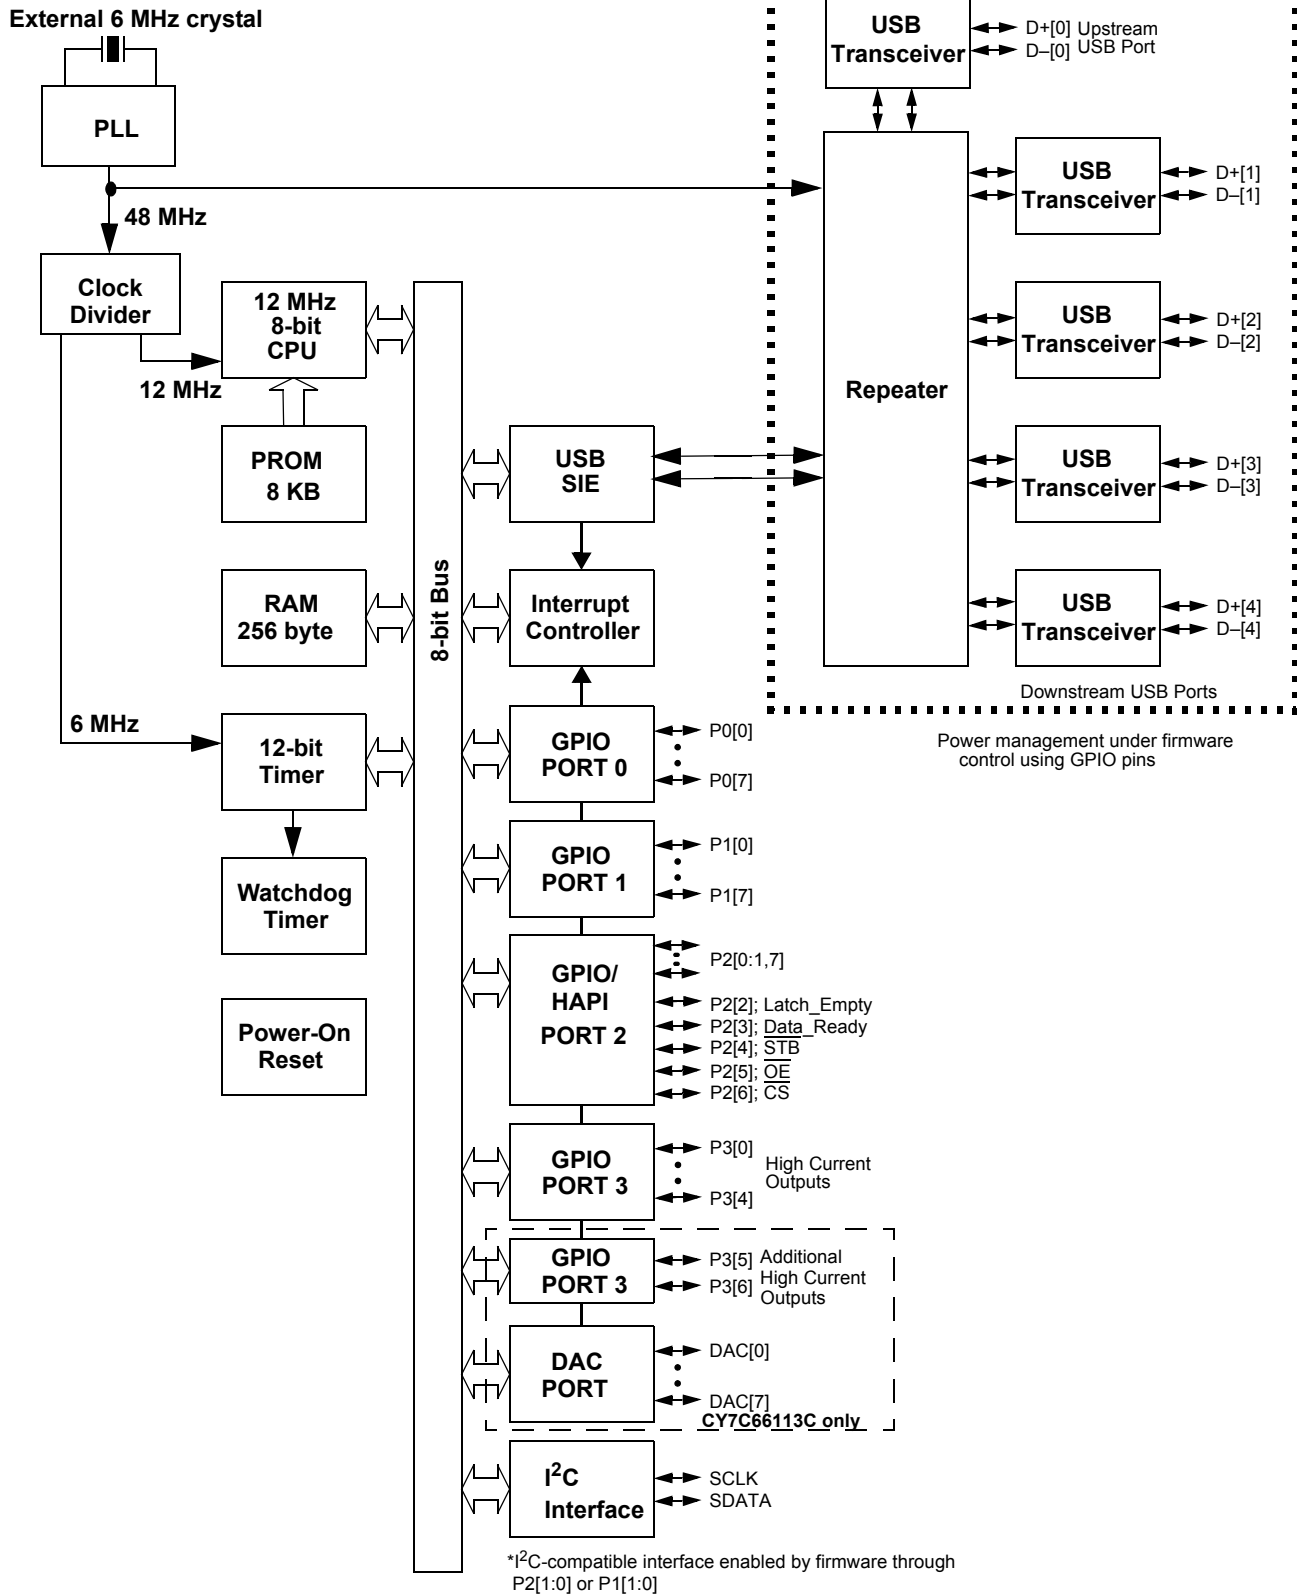 External 6 MHz crystal
PLL
48 MHz
Clock
Divider
12 MHz
6 MHz
12 MHz
8-bit
CPU
PROM
8 KB
RAM
256 byte
12-bit
Timer
Watchdog
Timer
Power-On
Reset
8-bit Bus
USB
SIE
Interrupt
Controller
GPIO
PORT 0
P0[0]
P0[7]
GPIO
PORT 1
P1[0]
P1[7]
GPIO/
HAPI
PORT 2
P2[0:1,7]
P2[2]; Latch_Empty
P2[3]; Data_Ready
P2[4]; STB
P2[5]; OE
P2[6]; CS
GPIO
PORT 3
P3[0]
P3[4]
High Current
Outputs
GPIO
PORT 3
P3[5] Additional
P3[6] High Current
Outputs
DAC
PORT
DAC[0]
DAC[7]
CY7C66113C only
I2C
Interface
SCLK
SDATA
*I2C-compatible interface enabled by firmware through
P2[1:0] or P1[1:0]
USB
Transceiver
D+[0] Upstream
D–[0] USB Port
Repeater
USB
Transceiver
D+[1]
D–[1]
USB
Transceiver
D+[2]
D–[2]
USB
Transceiver
D+[3]
D–[3]
USB
Transceiver
D+[4]
D–[4]
Downstream USB Ports
Power management under firmware
control using GPIO pins